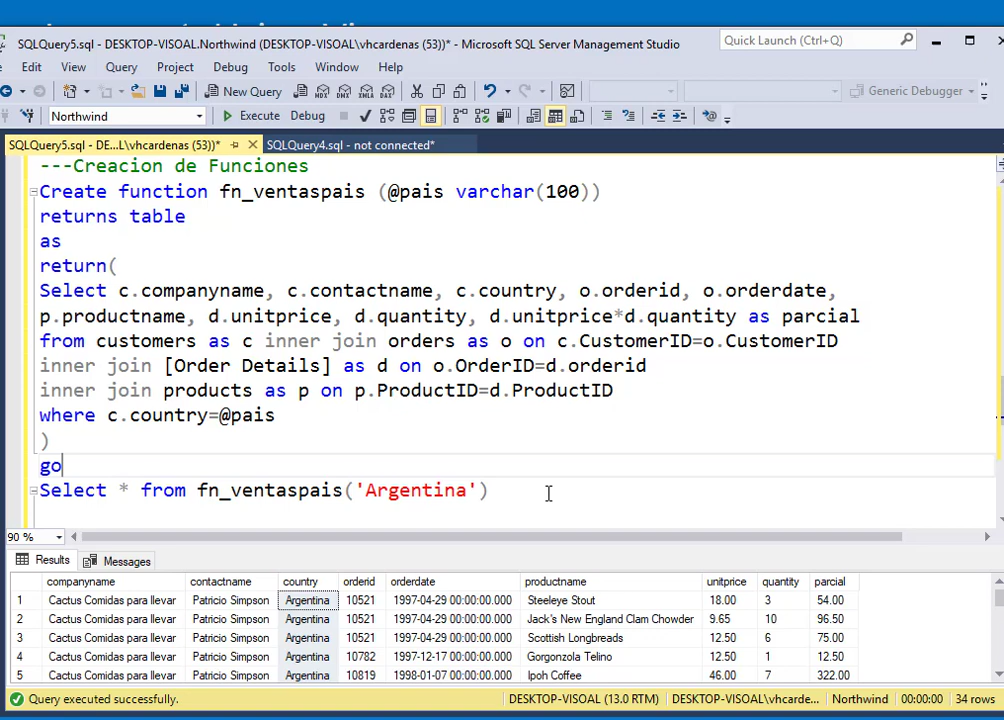 SQLQuery5.sql - DESKTOP-VISOAL.Northwind (DESKTOP-VISOAL\vhcardenas (53))* - Microsoft SQL Server Management Studio
Quick Launch (Ctrl+Q)
Edit View Query Project Debug Tools Window Help
New Query
Generic Debugger
Northwind
Execute Debug
SQLQuery5.sql - DE...L\vhcardenas (53))* SQLQuery4.sql - not connected*
---Creacion de Funciones
Create function fn_ventaspais (@pais varchar(100))
returns table
as
return(
Select c.companyname, c.contactname, c.country, o.orderid, o.orderdate,
p.productname, d.unitprice, d.quantity, d.unitprice*d.quantity as parcial
from customers as c inner join orders as o on c.CustomerID=o.CustomerID
inner join [Order Details] as d on o.OrderID=d.orderid
inner join products as p on p.ProductID=d.ProductID
where c.country=@pais
)
go
Select * from fn_ventaspais('Argentina')
90 %
Results Messages
companyname contactname country orderid orderdate productname unitprice quantity parcial
1 Cactus Comidas para llevar Patricio Simpson Argentina 10521 1997-04-29 00:00:00.000 Steeleye Stout 18.00 3 54.00
2 Cactus Comidas para llevar Patricio Simpson Argentina 10521 1997-04-29 00:00:00.000 Jack's New England Clam Chowder 9.65 10 96.50
3 Cactus Comidas para llevar Patricio Simpson Argentina 10521 1997-04-29 00:00:00.000 Scottish Longbreads 12.50 6 75.00
4 Cactus Comidas para llevar Patricio Simpson Argentina 10782 1997-12-17 00:00:00.000 Gorgonzola Telino 12.50 1 12.50
5 Cactus Comidas para llevar Patricio Simpson Argentina 10819 1998-01-07 00:00:00.000 Ipoh Coffee 46.00 7 322.00
Query executed successfully. DESKTOP-VISOAL (13.0 RTM) DESKTOP-VISOAL\vhcarde... Northwind 00:00:00 34 rows